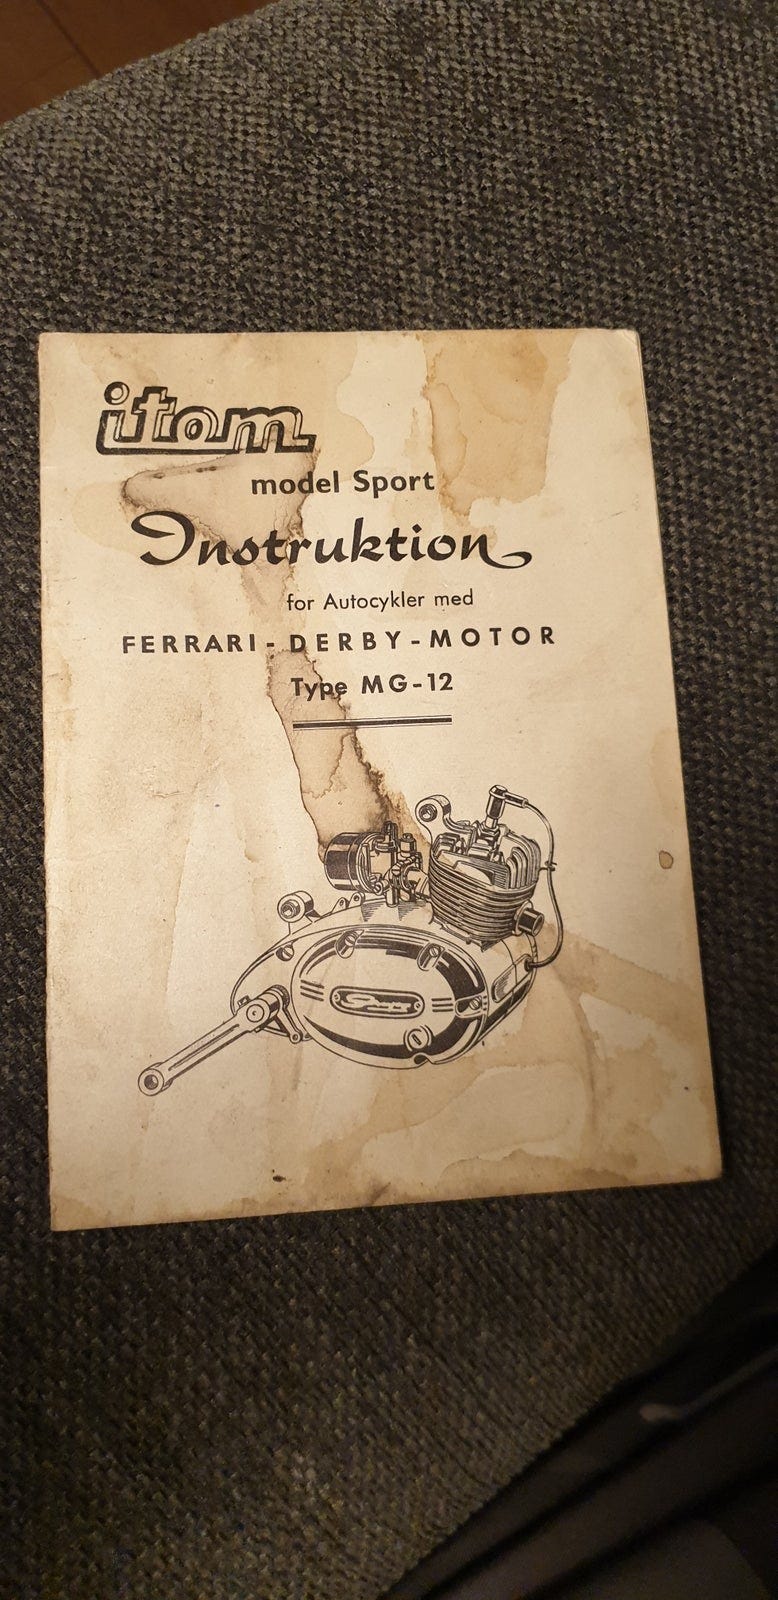 itom
model Sport
Instruktion
for Autocykler med
FERRARI-DERBY-MOTOR
Type MG-12